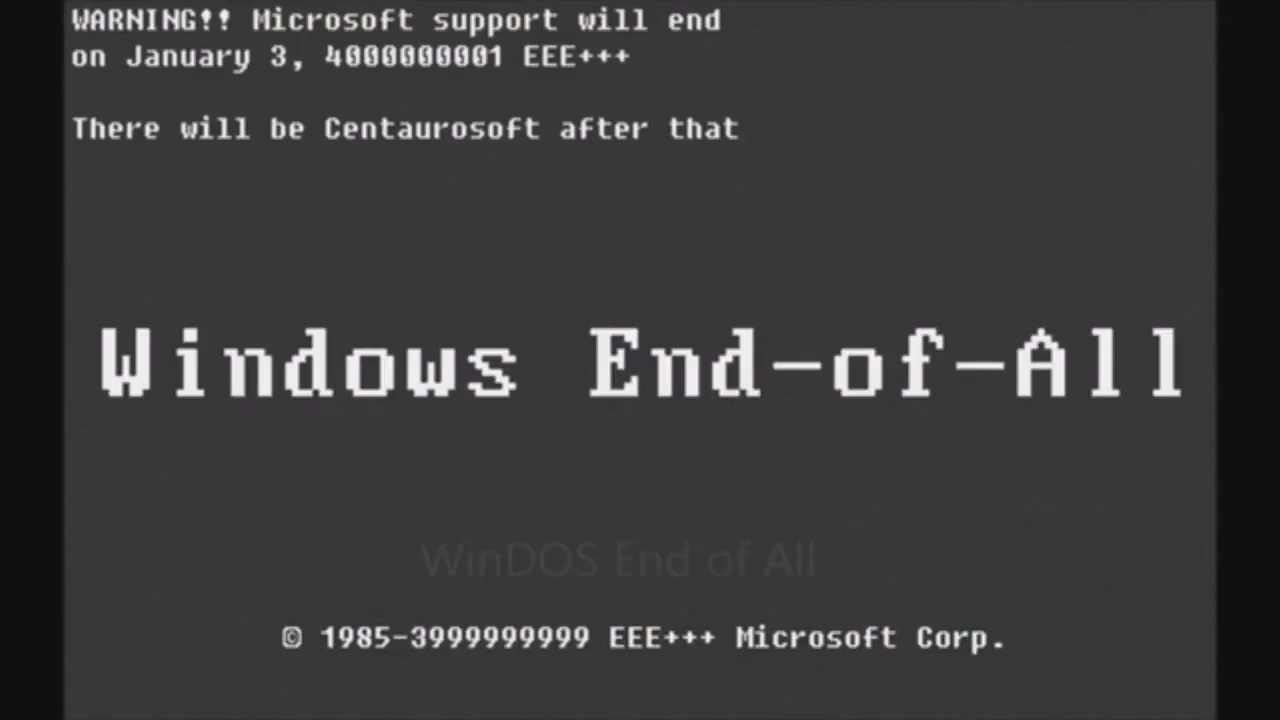 WARNING!! Microsoft support will end
on January 3, 4000000001 EEE+++
There will be Centaurosoft after that
Windows End-of-All
WinDOS End of All
© 1985-3999999999 EEE+++ Microsoft Corp.